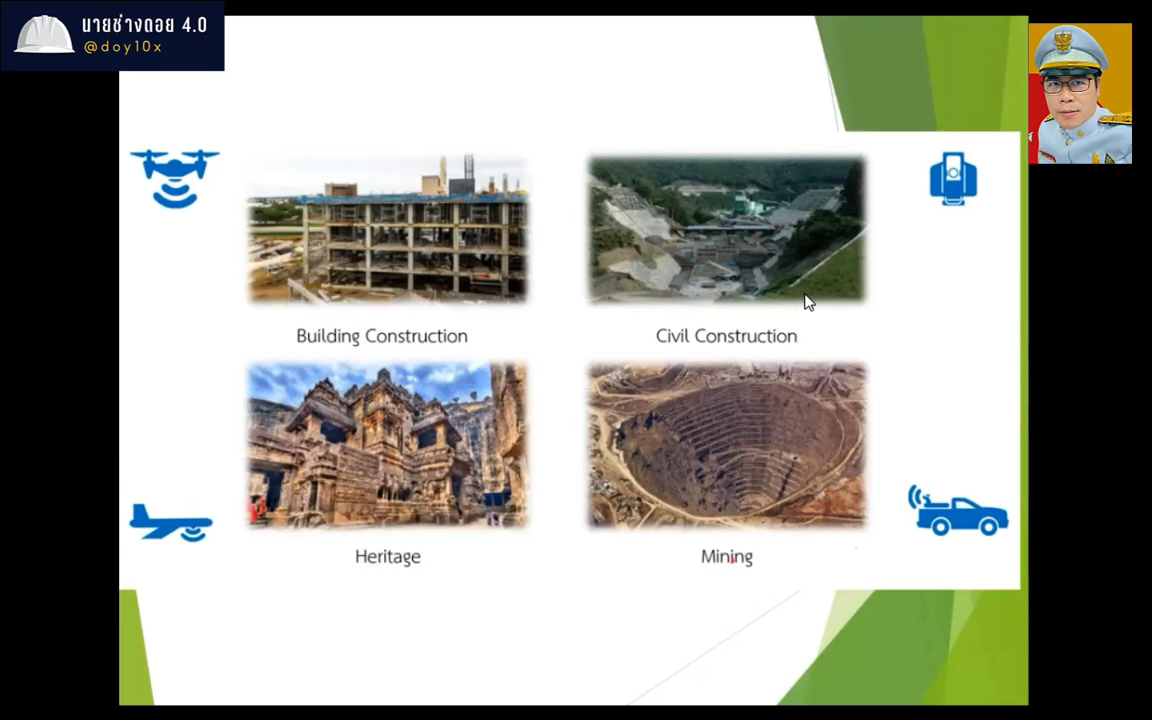 นายช่างดอย 4.0
@doy10x
Building Construction
Civil Construction
Heritage
Mining